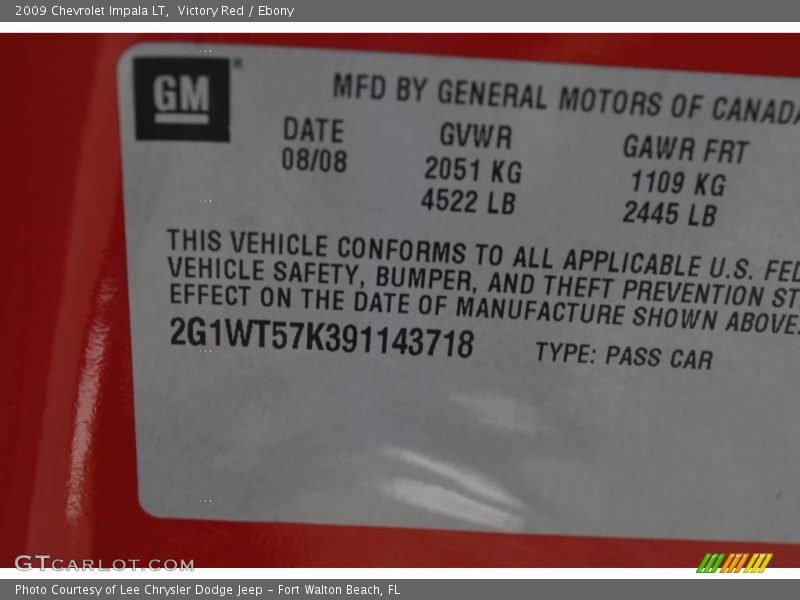 2009 Chevrolet Impala LT, Victory Red / Ebony
GM
MFD BY GENERAL MOTORS OF CANADA
DATE GVWR GAWR FRT
08/08 2051 KG 1109 KG
4522 LB 2445 LB
THIS VEHICLE CONFORMS TO ALL APPLICABLE U.S. FED
VEHICLE SAFETY, BUMPER, AND THEFT PREVENTION ST
EFFECT ON THE DATE OF MANUFACTURE SHOWN ABOVE.
2G1WT57K391143718 TYPE: PASS CAR
GTCARLOT.COM
Photo Courtesy of Lee Chrysler Dodge Jeep - Fort Walton Beach, FL